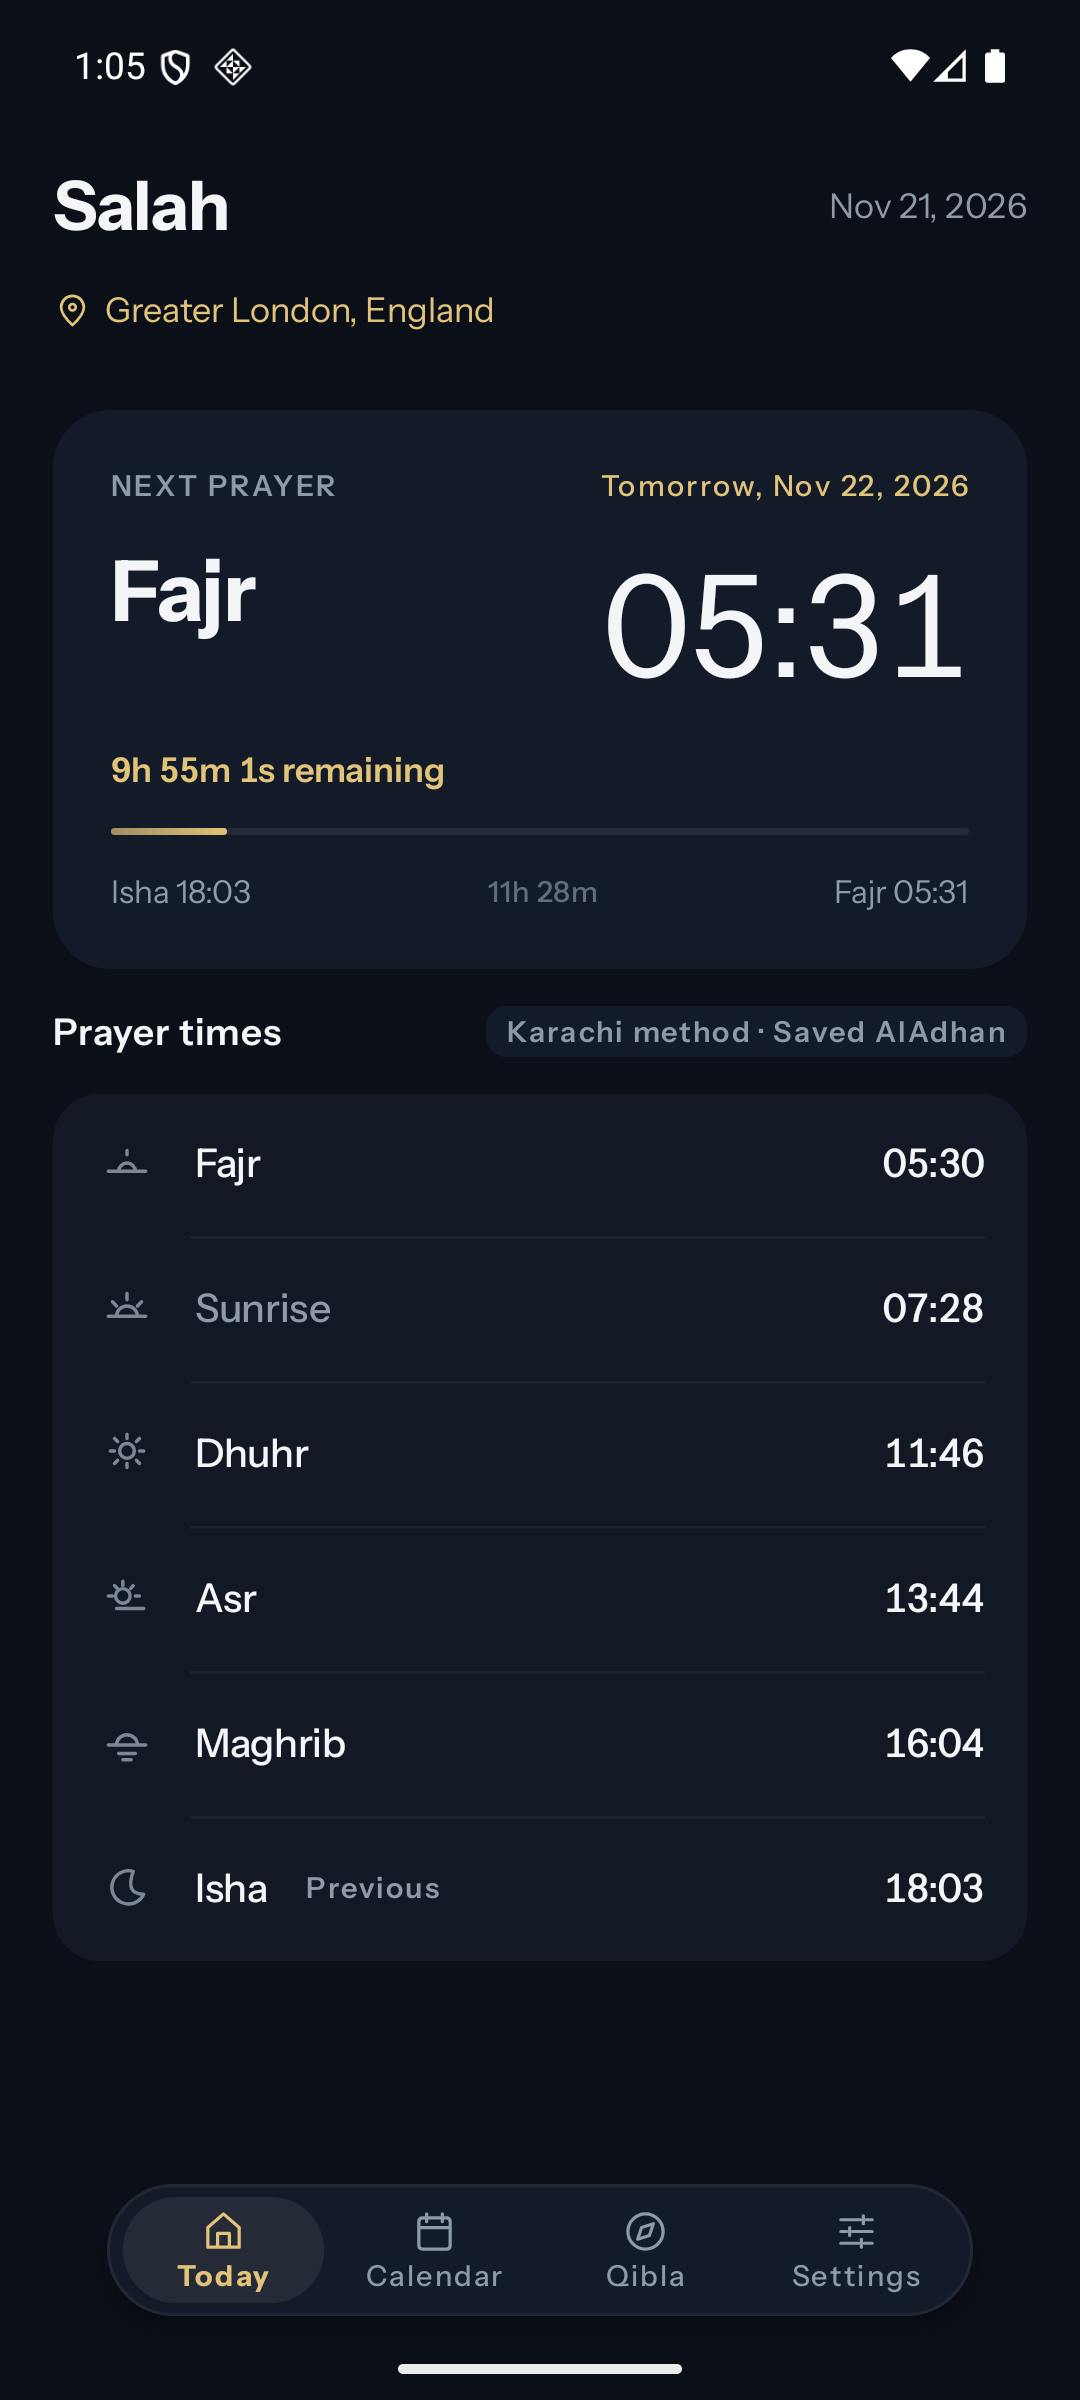 1:05
Salah
Nov 21, 2026
Greater London, England
NEXT PRAYER
Tomorrow, Nov 22, 2026
Fajr
05:31
9h 55m 1s remaining
Isha 18:03
11h 28m
Fajr 05:31
Prayer times
Karachi method · Saved AlAdhan
Fajr
05:30
Sunrise
07:28
Dhuhr
11:46
Asr
13:44
Maghrib
16:04
Isha Previous
18:03
Today
Calendar
Qibla
Settings